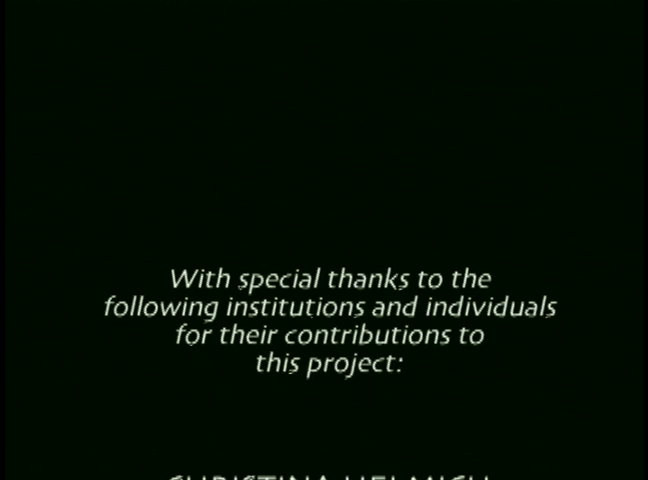 With special thanks to the
following institutions and individuals
for their contributions to
this project: